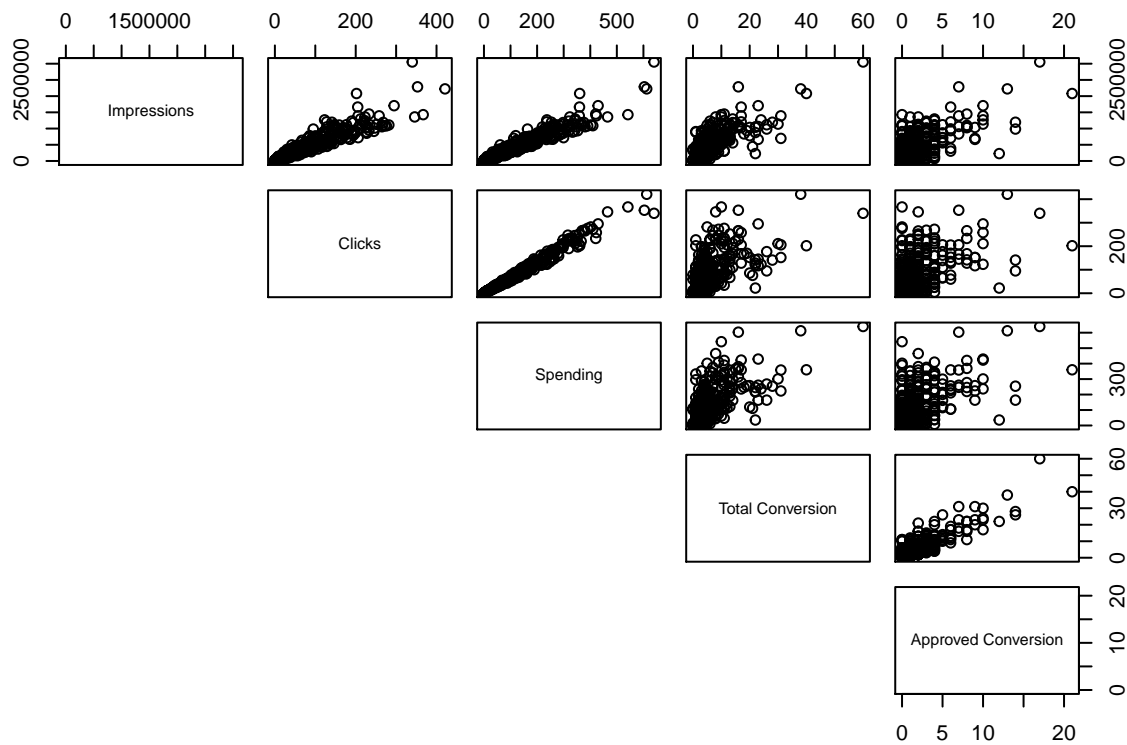 0 1500000 0 200 400 0 200 500 0 20 40 60 0 5 10 20
0 2500000
Impressions
0 2500000
Clicks
0 200
Spending
0 300
Total Conversion
0 30 60
Approved Conversion
0 10 20
0 5 10 20